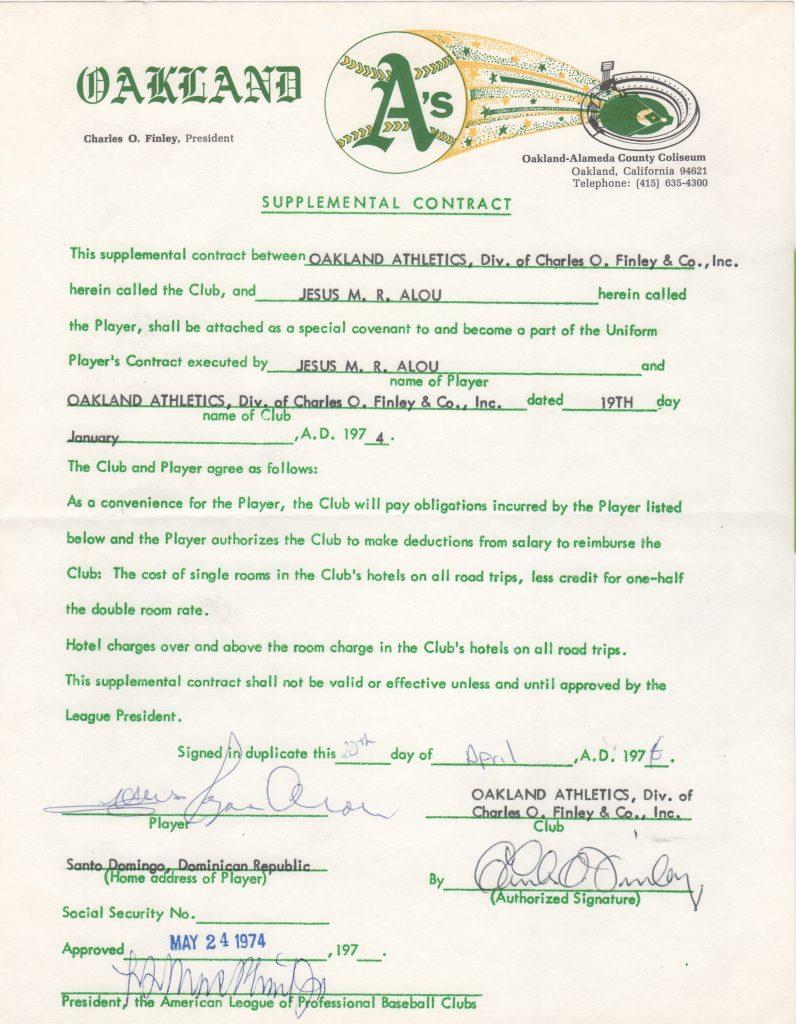 OAKLAND
A's
Charles O. Finley, President
Oakland-Alameda County Coliseum
Oakland, California 94621
Telephone: (415) 635-4300
SUPPLEMENTAL CONTRACT
This supplemental contract between OAKLAND ATHLETICS, Div. of Charles O. Finley & Co., Inc.
herein called the Club, and JESUS M. R. ALOU herein called
the Player, shall be attached as a special covenant to and become a part of the Uniform
Player's Contract executed by JESUS M. R. ALOU and
name of Player
OAKLAND ATHLETICS, Div. of Charles O. Finley & Co., Inc. dated 19TH day
name of Club
January , A.D. 197 4 .
The Club and Player agree as follows:
As a convenience for the Player, the Club will pay obligations incurred by the Player listed
below and the Player authorizes the Club to make deductions from salary to reimburse the
Club: The cost of single rooms in the Club's hotels on all road trips, less credit for one-half
the double room rate.
Hotel charges over and above the room charge in the Club's hotels on all road trips.
This supplemental contract shall not be valid or effective unless and until approved by the
League President.
Signed in duplicate this 20th day of April , A.D. 197 .
Jesus Rojas Alou
OAKLAND ATHLETICS, Div. of
Charles O. Finley & Co., Inc.
Player
Club
Santo Domingo, Dominican Republic
(Home address of Player)
By Charles O. Finley
(Authorized Signature)
Social Security No.
Approved MAY 24 1974 , 197 .
President, the American League of Professional Baseball Clubs